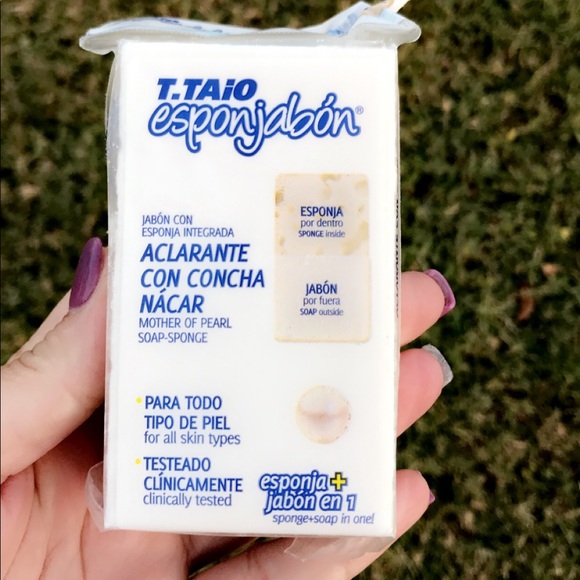 T.TAiO
esponjabón®
JABÓN CON
ESPONJA INTEGRADA
ACLARANTE
CON CONCHA
NÁCAR
MOTHER OF PEARL
SOAP-SPONGE
ESPONJA
por dentro
SPONGE inside
JABÓN
por fuera
SOAP outside
• PARA TODO
TIPO DE PIEL
for all skin types
• TESTEADO
CLÍNICAMENTE
clinically tested
esponja+
jabón en 1
sponge+soap in one!